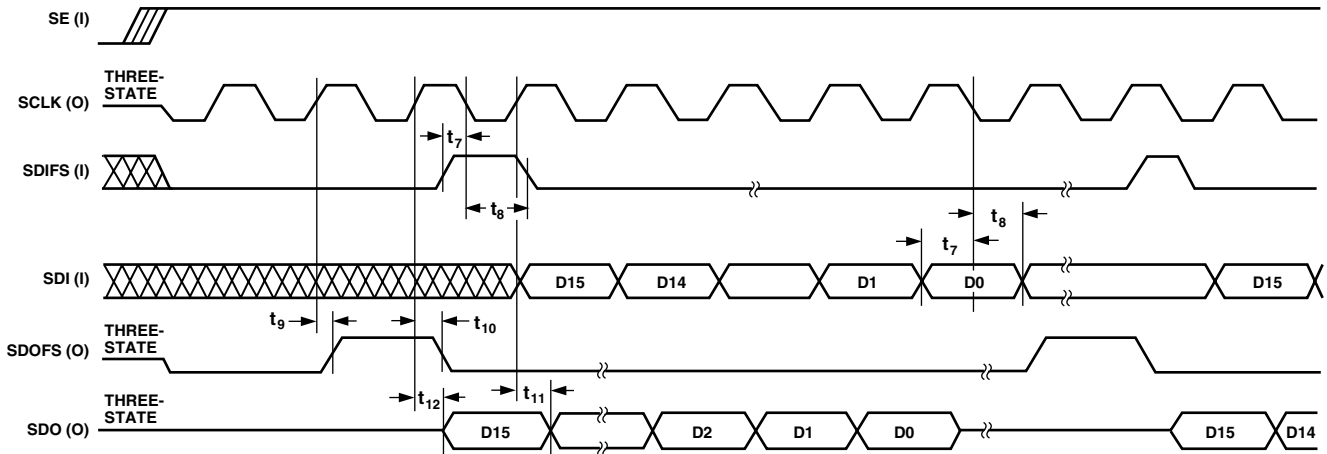 SE (I)
THREE-
STATE
SCLK (O)
t7
SDIFS (I)
t8
t8
t7
SDI (I)
D15
D14
D1
D0
D15
t9
t10
THREE-
STATE
SDOFS (O)
t12
t11
THREE-
STATE
SDO (O)
D15
D2
D1
D0
D15
D14